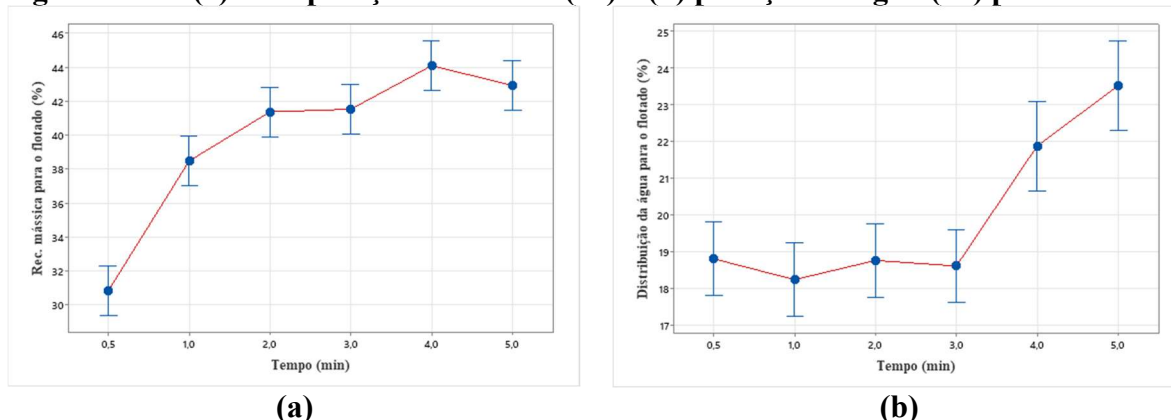 46
44
42
40
38
36
34
32
30
Rec. mássica para o flotado (%)
0,5 1,0 2,0 3,0 4,0 5,0
Tempo (min)
(a)
25
24
23
22
21
20
19
18
17
Distribuição da água para o flotado (%)
0,5 1,0 2,0 3,0 4,0 5,0
Tempo (min)
(b)